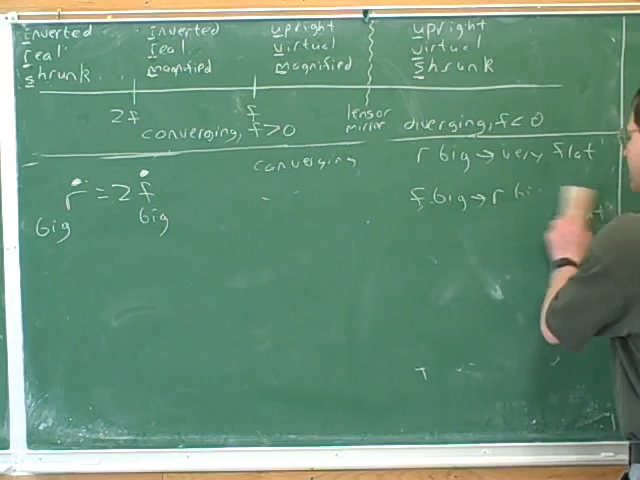 Inverted Inverted Upright Upright
real real Virtual Virtual
Shrunk Magnified Magnified Shrunk
2f f lens or mirror
converging, f>0 diverging, f<0
converging r big → very flat
r = 2f f big → r bi
big big